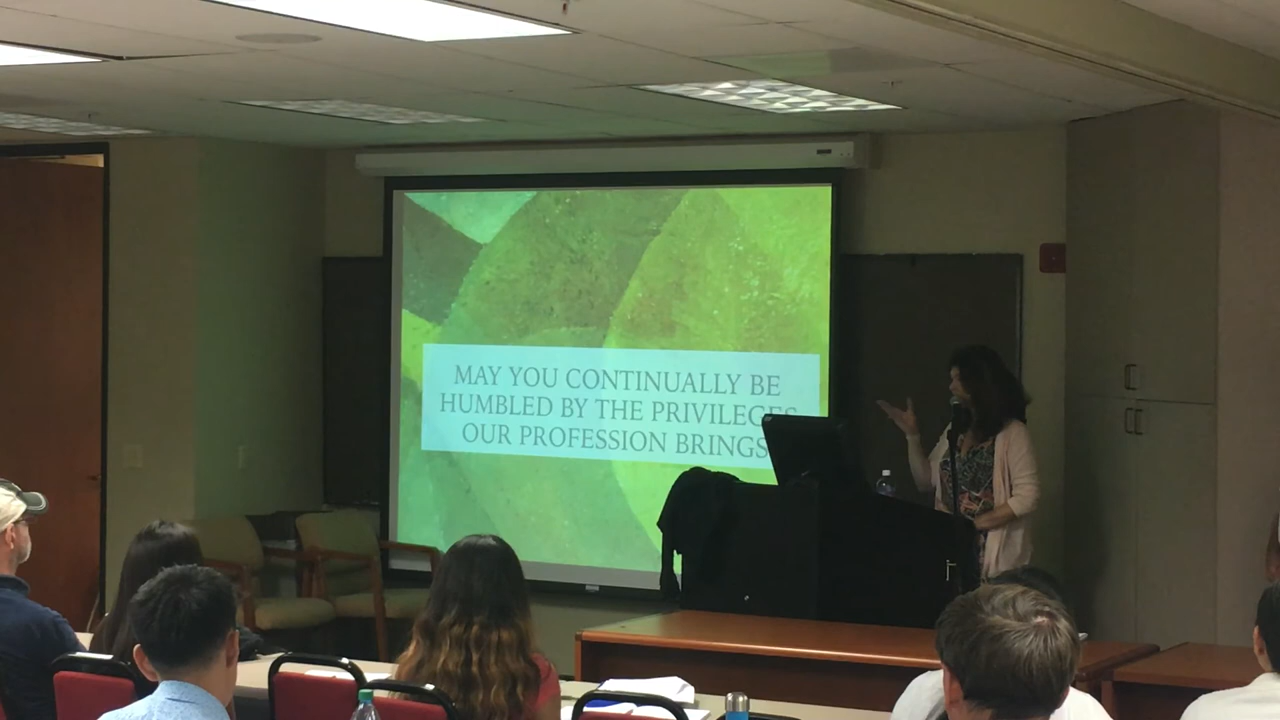 MAY YOU CONTINUALLY BE
HUMBLED BY THE PRIVILEGES
OUR PROFESSION BRINGS